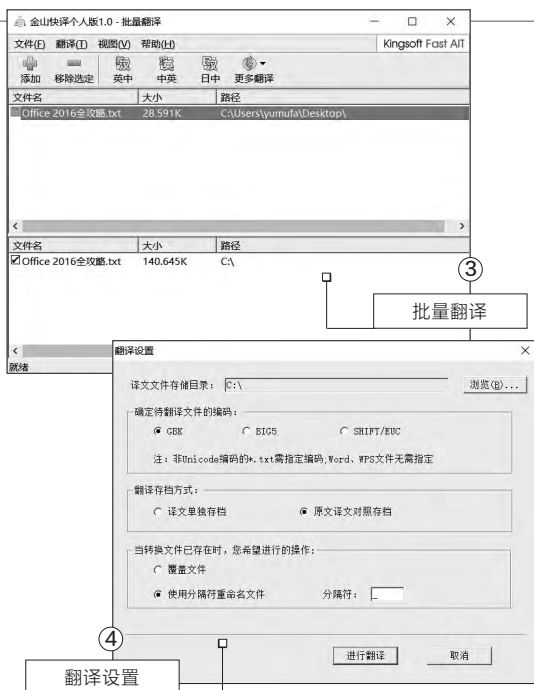 金山快译个人版1.0 - 批量翻译
文件(F) 翻译(T) 视图(V) 帮助(H) Kingsoft Fast AIT
添加 移除选定 英中 中英 日中 更多翻译
文件名 大小 路径
Office 2016全攻略.txt 28.591K C:\Users\yumufa\Desktop\
文件名 大小 路径
Office 2016全攻略.txt 140.645K C:\
③
批量翻译
就绪
翻译设置
译文文件存储目录： C:\ 浏览(B)...
确定待翻译文件的编码：
GBK BIG5 SHIFT/EUC
注：非Unicode编码的*.txt需指定编码;Word、WPS文件无需指定
翻译存档方式：
译文单独存档 原文译文对照存档
当转换文件已存在时，您希望进行的操作：
覆盖文件
使用分隔符重命名文件 分隔符： _
④
进行翻译 取消
翻译设置